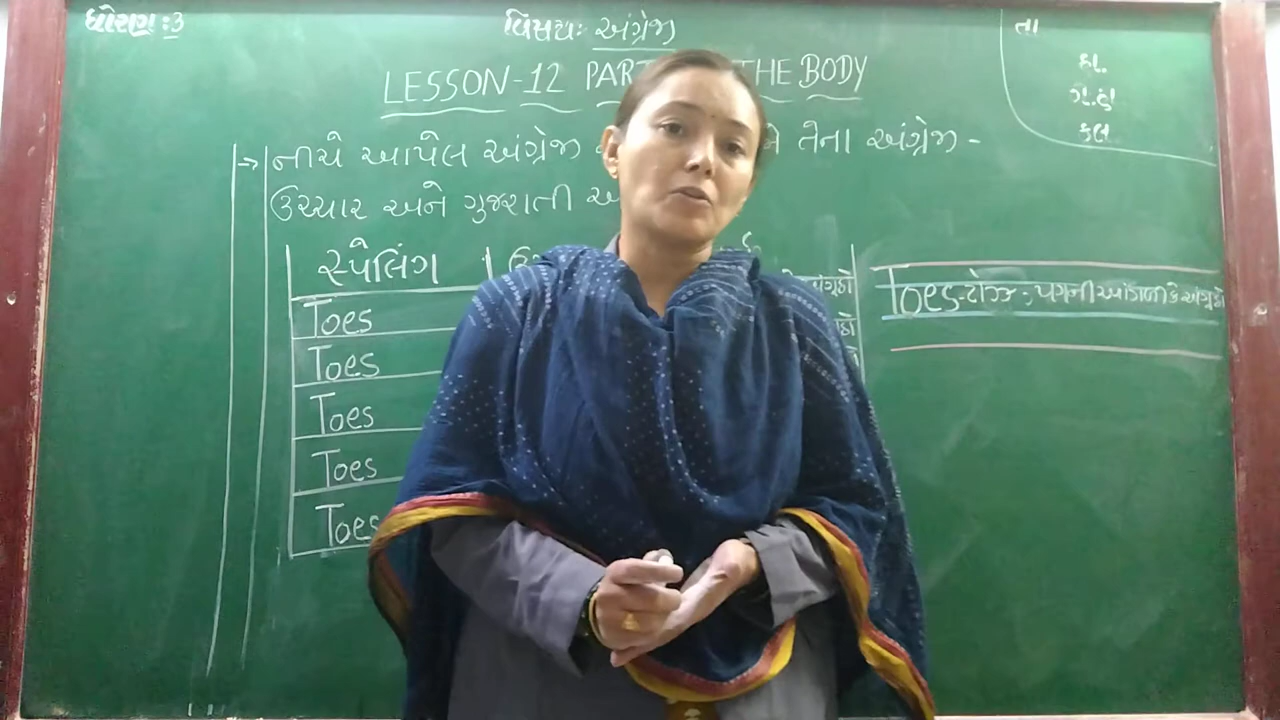 ધોરણ : 3
વિષય: અંગ્રેજી
તા
હા.
ગે.હા.
કુલ
LESSON-12 PAR THE BODY
→ નીચે આપેલ અંગ્રેજી તેના અંગ્રેજી -
ઉચ્ચાર અને ગુજરાતી
સ્પેલિંગ
Toes
Toes
Toes
Toes
Toes
Toes-ટોઝ : પગની આંગળી કે અંગૂઠો